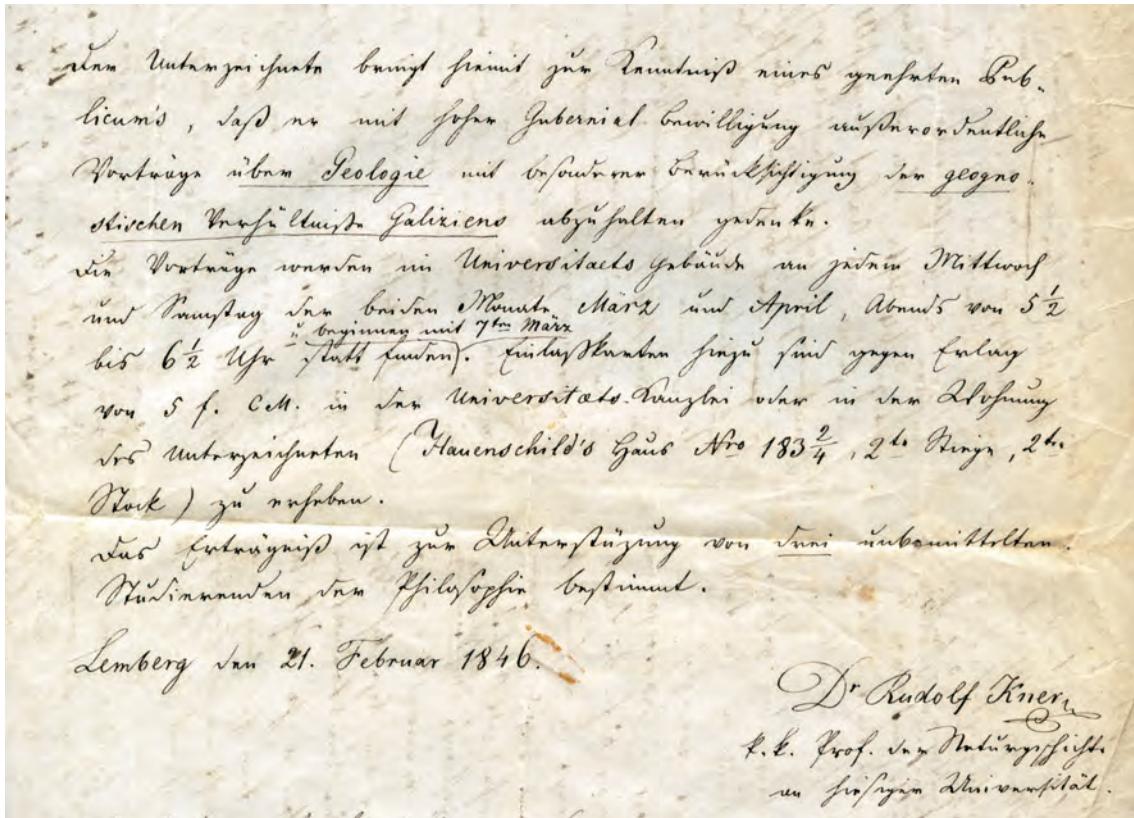 Der Unterzeichnete bringt hiemit zur Kenntniß eines geehrten Pub-
licum's, daß er mit hoher Gubernial Bewilligung außerordentliche
Vorträge über Geologie mit besonderer Berücksichtigung der geogno-
stischen Verhältniße Galiziens abzuhalten gedenke.
Die Vorträge werden im Universitaets Gebäude an jedem Mittwoch
und Samstag der beiden Monate März und April, Abends von 5 1/2
u beginnen mit 7ten März
bis 6 1/2 Uhr statt finden. Einlaßkarten hiezu sind gegen Erlag
von 5 f. C.M. in der Universitæts-Kanzlei oder in der Wohnung
des Unterzeichneten (Hauenschild's Haus Nro 183 2/4, 2te Stiege, 2ter
Stock) zu erheben.
Das Erträgniß ist zur Unterstüzung von drei unbemittelten
Studierenden der Philosophie bestimmt.
Lemberg den 21. Februar 1846.
Dr Rudolf Kner
k.k. Prof. der Naturgschichte
an hiesiger Universität.